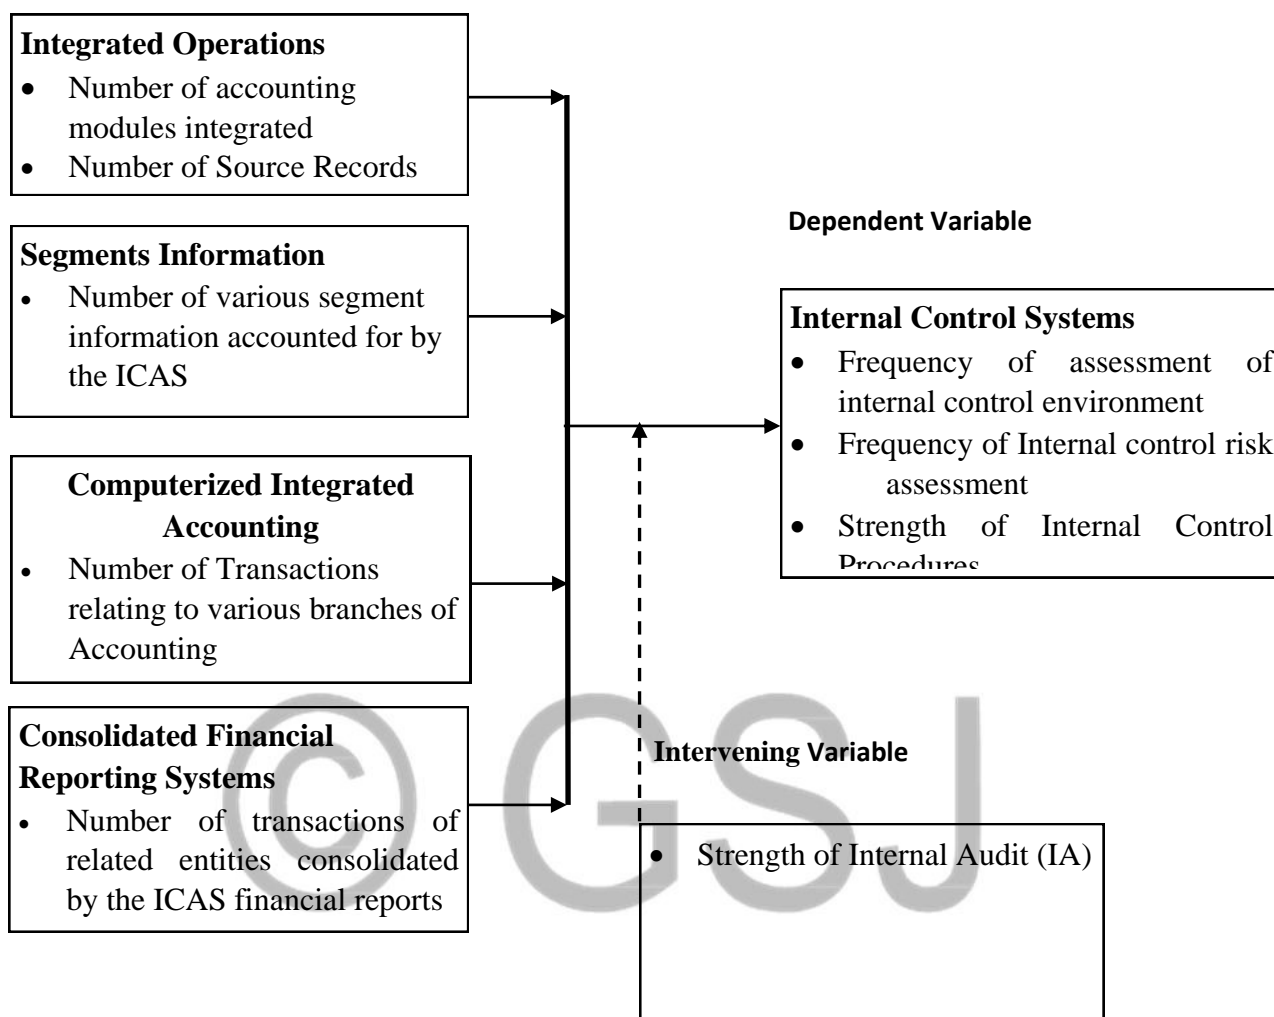 Integrated Operations
• Number of accounting
modules integrated
• Number of Source Records
Segments Information
• Number of various segment
information accounted for by
the ICAS
Computerized Integrated
Accounting
• Number of Transactions
relating to various branches of
Accounting
Consolidated Financial
Reporting Systems
• Number of transactions of
related entities consolidated
by the ICAS financial reports
Dependent Variable
Internal Control Systems
• Frequency of assessment of
internal control environment
• Frequency of Internal control risk
assessment
• Strength of Internal Control
Procedures
Intervening Variable
• Strength of Internal Audit (IA)
© GSJ